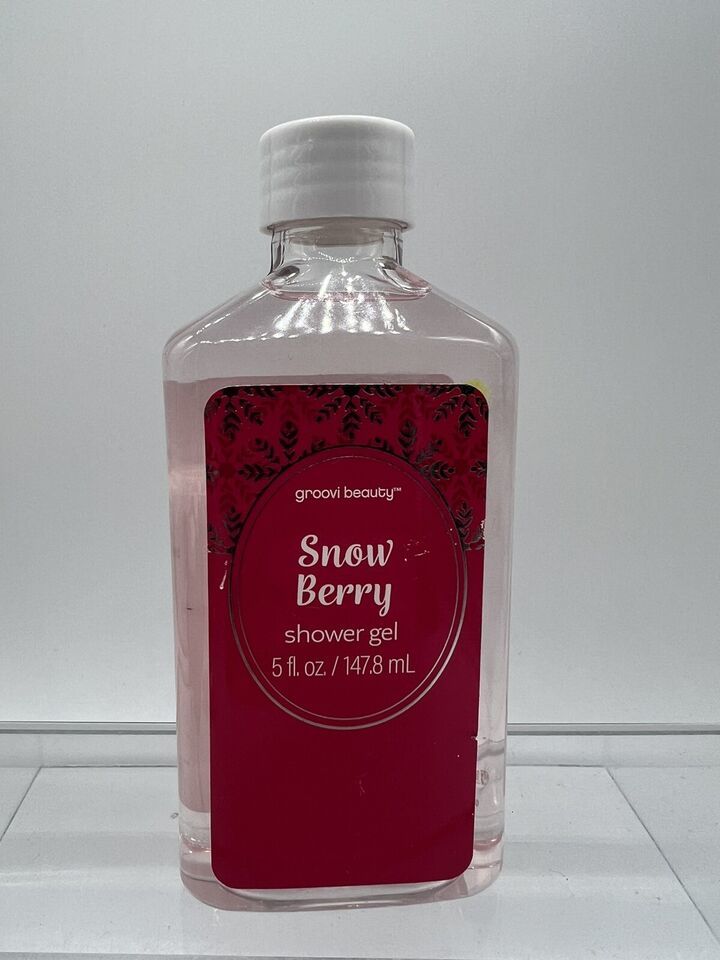 groovi beauty™
Snow
Berry
shower gel
5 fl. oz. / 147.8 mL